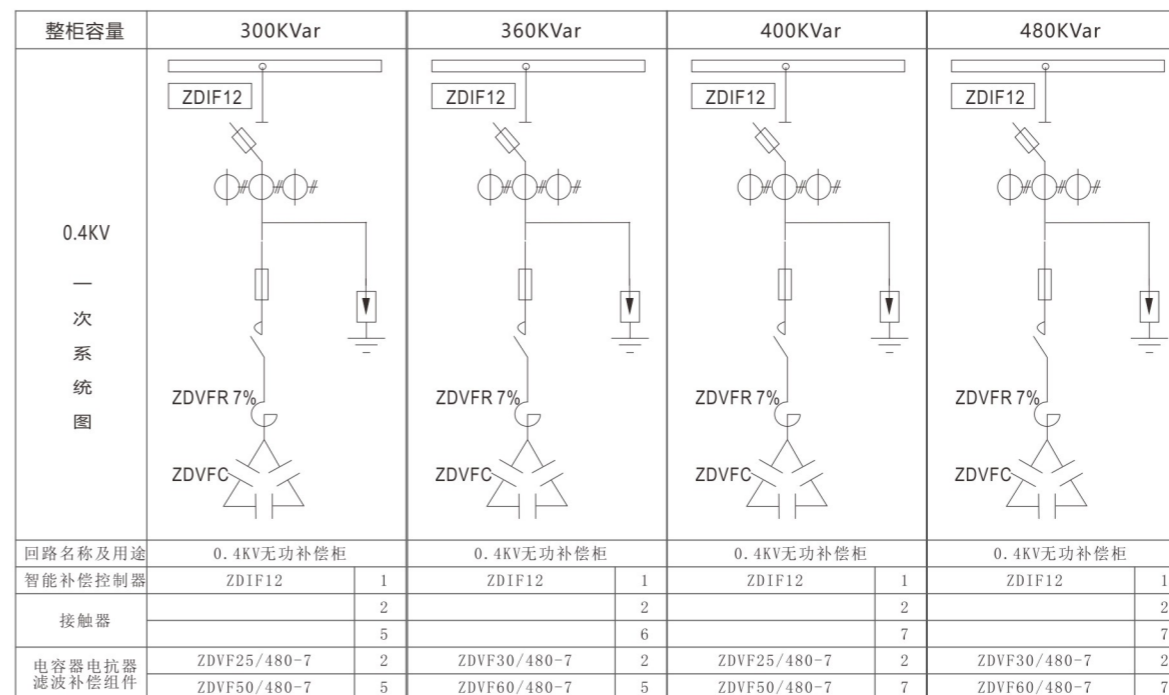 整柜容量 300KVar 360KVar 400KVar 480KVar
ZDIF12 ZDIF12 ZDIF12 ZDIF12
0.4KV
一
次
系
统
图
ZDVFR 7% ZDVFR 7% ZDVFR 7% ZDVFR 7%
ZDVFC ZDVFC ZDVFC ZDVFC
回路名称及用途 0.4KV无功补偿柜 0.4KV无功补偿柜 0.4KV无功补偿柜 0.4KV无功补偿柜
智能补偿控制器 ZDIF12 1 ZDIF12 1 ZDIF12 1 ZDIF12 1
接触器 2 2 2 2
5 6 7 7
电容器电抗器 ZDVF25/480-7 2 ZDVF30/480-7 2 ZDVF25/480-7 2 ZDVF30/480-7 2
滤波补偿组件 ZDVF50/480-7 5 ZDVF60/480-7 5 ZDVF50/480-7 7 ZDVF60/480-7 7